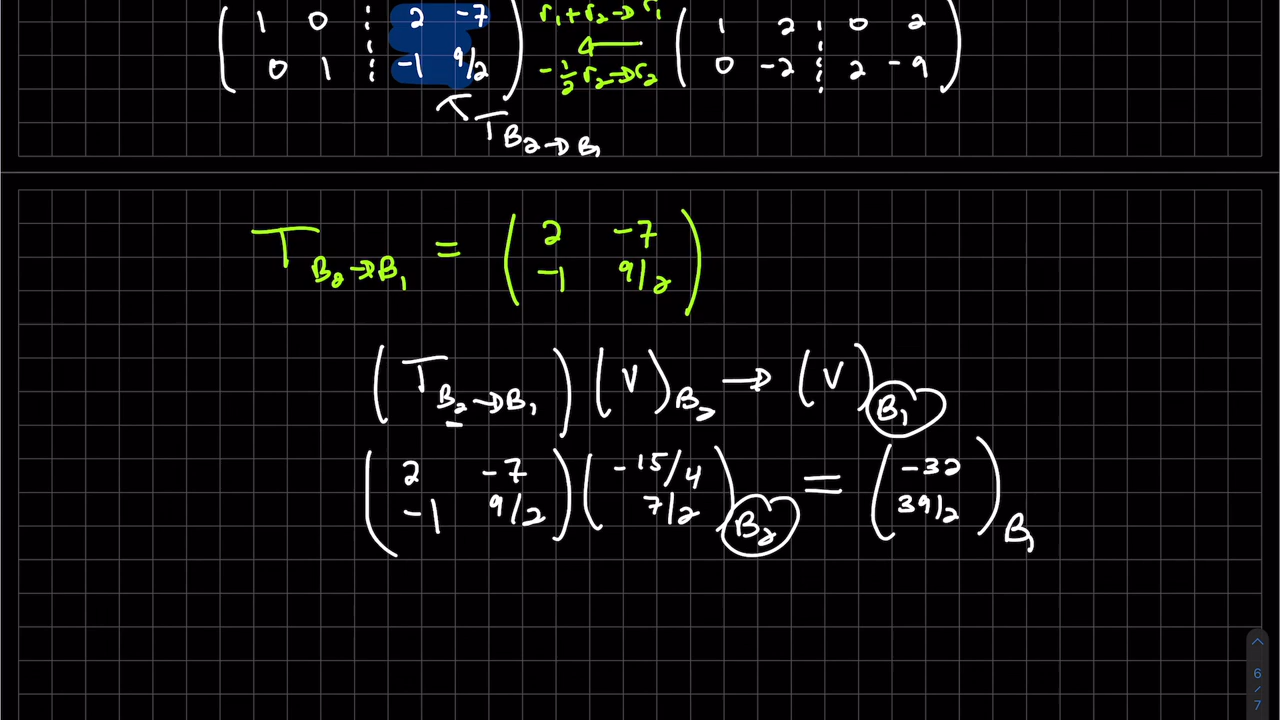 ( 1 0 ⋮ 2 -7 ) r₁+r₂→r₁ ( 1 2 ⋮ 0 2 )
( 0 1 ⋮ -1 9/2 ) ← -½r₂→r₂ ( 0 -2 ⋮ 2 -9 )
T B₂→B₁
T B₂→B₁ = ( 2 -7
-1 9/2 )
( T B₂→B₁ ) ( V )B₂ → ( V )B₁
( 2 -7 ) ( -15/4 ) = ( -32 )
( -1 9/2 ) ( 7/2 )B₂ ( 39/2 )B₁
6
/
7